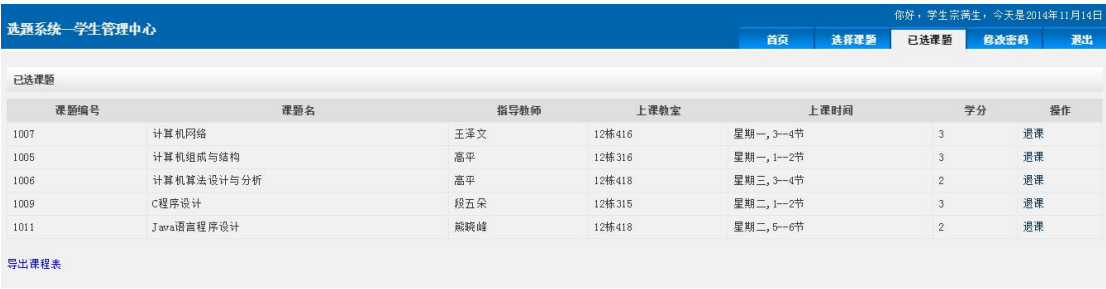 你好，学生宗满生，今天是2014年11月14日
选题系统—学生管理中心
首页 选择课题 已选课题 修改密码 退出
已选课题
课题编号 课题名 指导教师 上课教室 上课时间 学分 操作
1007 计算机网络 王泽文 12栋416 星期一,3--4节 3 退课
1005 计算机组成与结构 高平 12栋316 星期一,1--2节 3 退课
1006 计算机算法设计与分析 高平 12栋418 星期三,3--4节 2 退课
1009 C程序设计 段五朵 12栋315 星期二,1--2节 3 退课
1011 Java语言程序设计 熊晓峰 12栋418 星期二,5--6节 2 退课
导出课程表